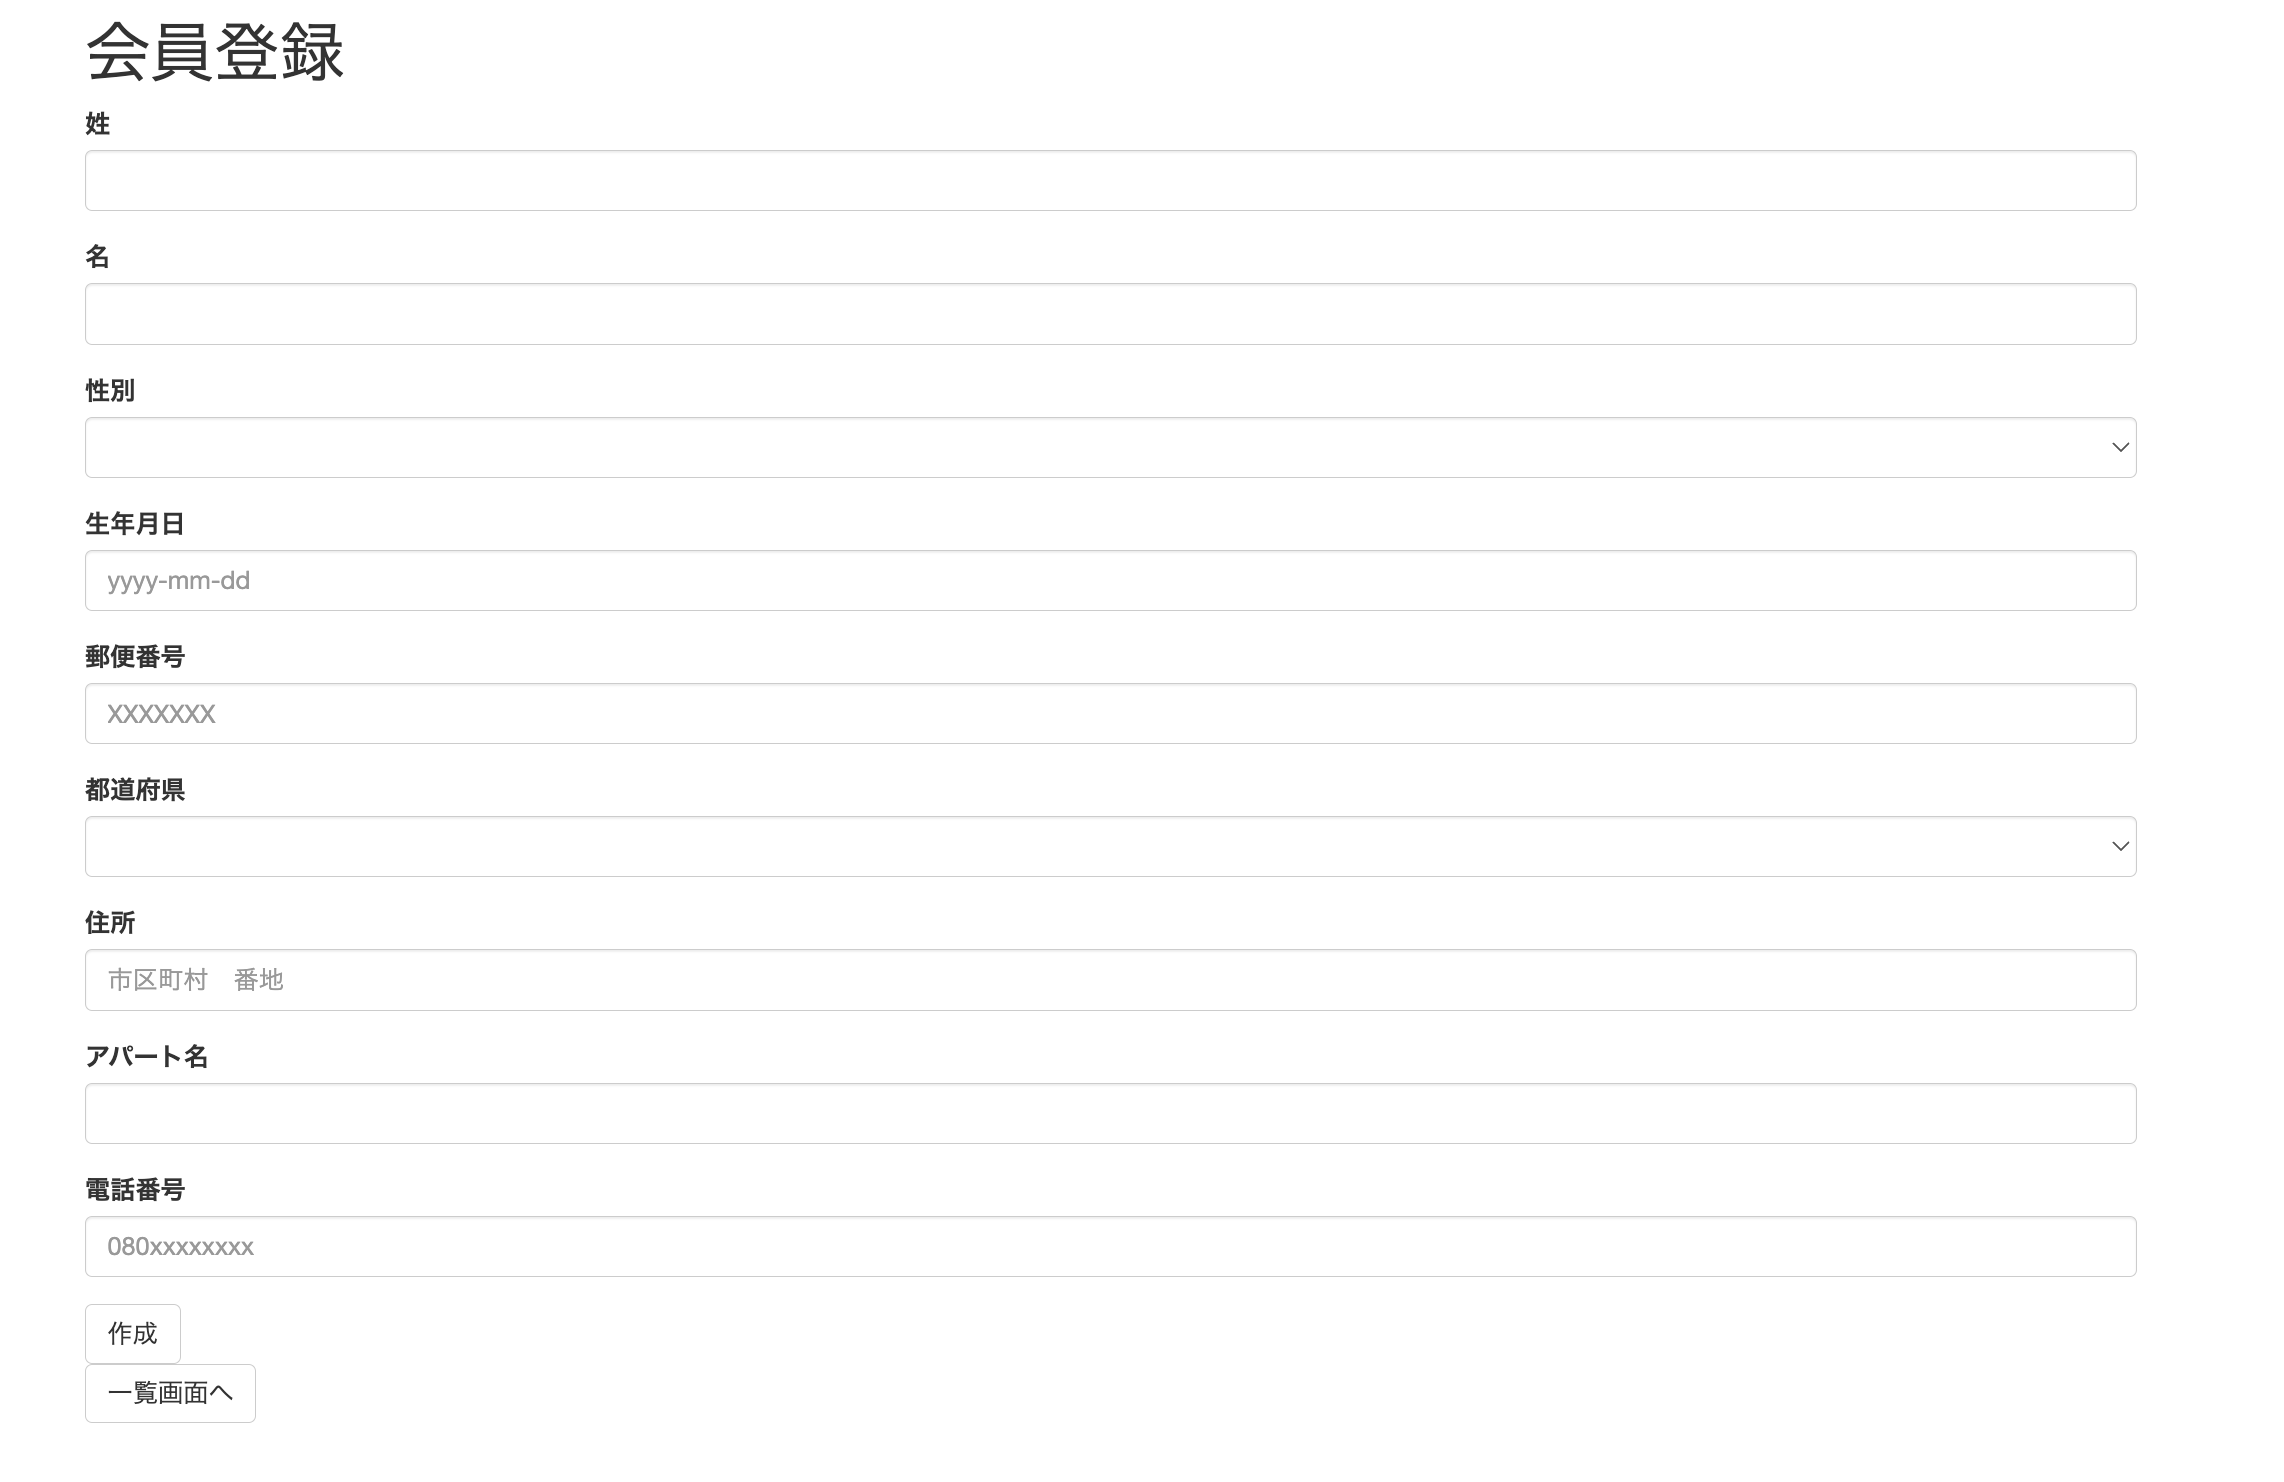 会員登録
姓
名
性別
生年月日
yyyy-mm-dd
郵便番号
XXXXXXX
都道府県
住所
市区町村　番地
アパート名
電話番号
080xxxxxxxx
作成
一覧画面へ